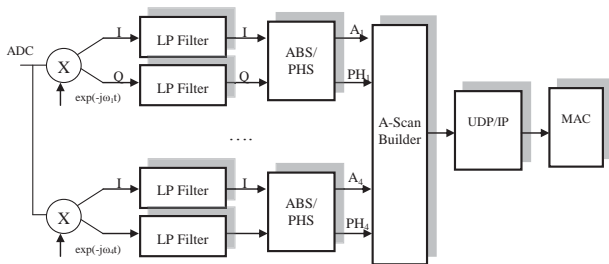 ADC
X
I
LP Filter
I
ABS/
PHS
A1
Q
LP Filter
Q
PH1
exp(-jω1t)
....
A-Scan
Builder
UDP/IP
MAC
X
I
LP Filter
I
ABS/
PHS
A4
LP Filter
PH4
exp(-jω4t)